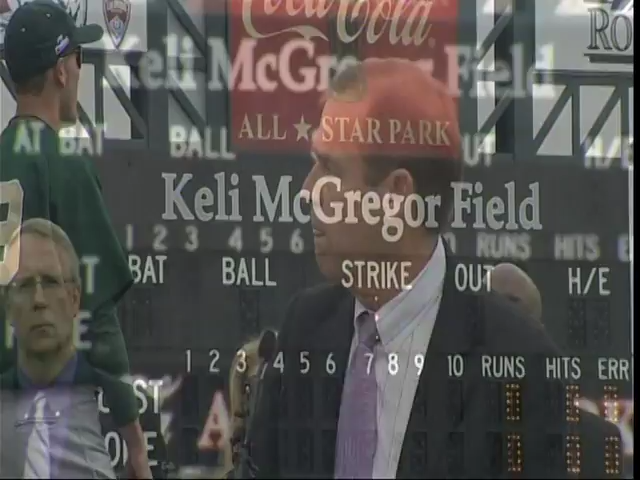 Coca-Cola
Ro
Keli McGregor Field
ALL ★ STAR PARK
AT BAT BALL OUT H/E
Keli McGregor Field
1 2 3 4 5 6 10 RUNS HITS E
BAT BALL STRIKE OUT H/E
1 2 3 4 5 6 7 8 9 10 RUNS HITS ERR
A